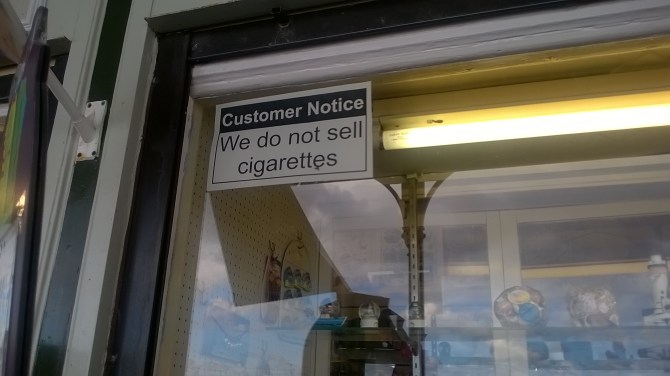 Customer Notice
We do not sell
cigarettes